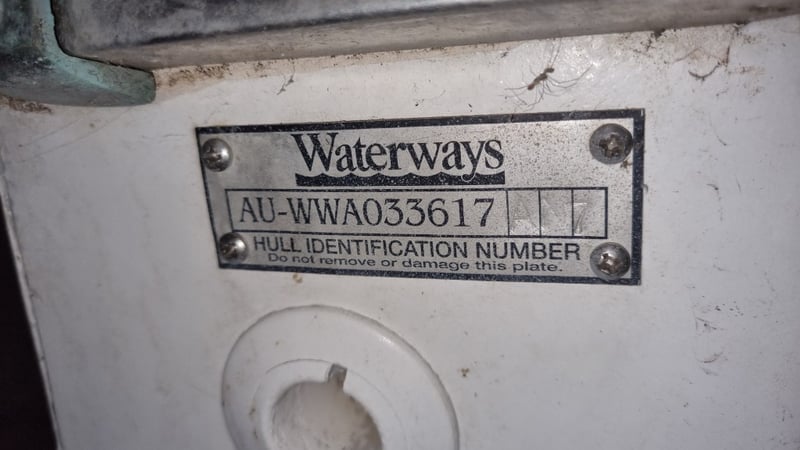 Waterways
AU-WWA033617
HULL IDENTIFICATION NUMBER
Do not remove or damage this plate.